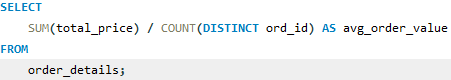 SELECT
SUM(total_price) / COUNT(DISTINCT ord_id) AS avg_order_value
FROM
order_details;